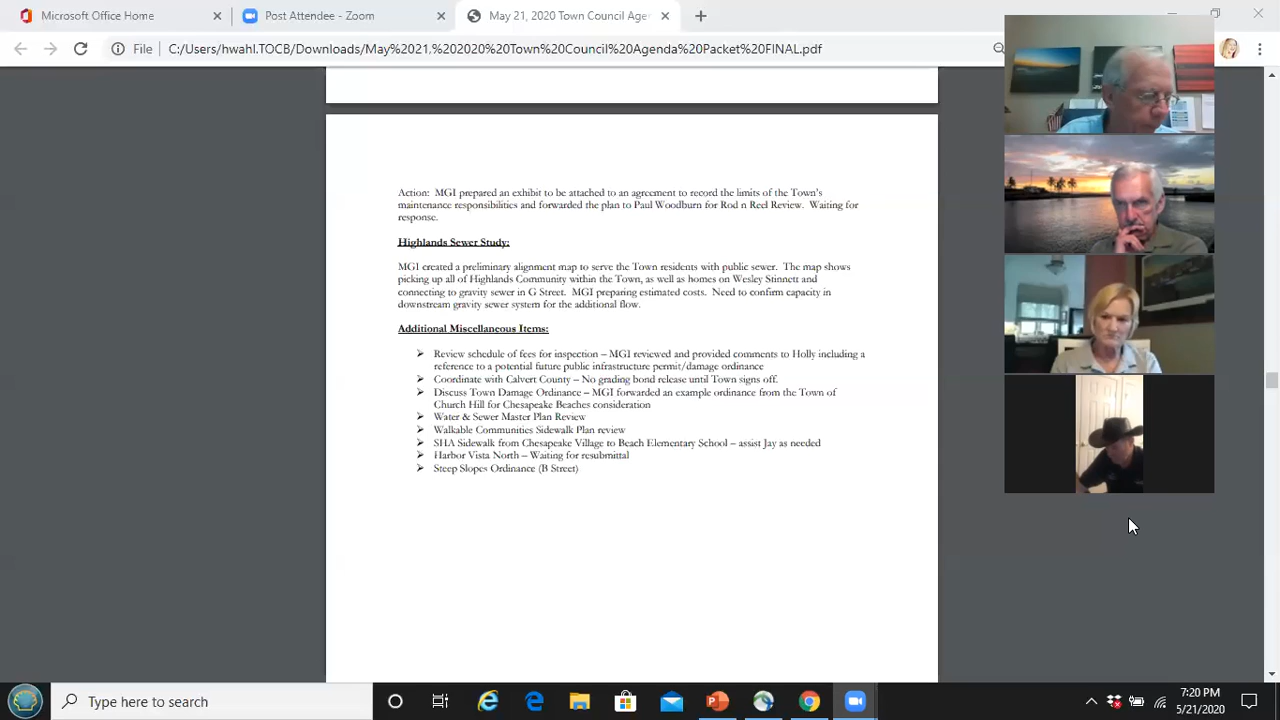 Microsoft Office Home
Post Attendee - Zoom
May 21, 2020 Town Council Age
File
C:/Users/hwahl.TOCB/Downloads/May%2021,%202020%20Town%20Council%20Agenda%20Packet%20FINAL.pdf
Action: MGI prepared an exhibit to be attached to an agreement to record the limits of the Town's
maintenance responsibilities and forwarded the plan to Paul Woodburn for Rod n Reel Review. Waiting for
response.
Highlands Sewer Study:
MGI created a preliminary alignment map to serve the Town residents with public sewer. The map shows
picking up all of Highlands Community within the Town, as well as homes on Wesley Stinnett and
connecting to gravity sewer in G Street. MGI preparing estimated costs. Need to confirm capacity in
downstream gravity sewer system for the additional flow.
Additional Miscellaneous Items:
Review schedule of fees for inspection – MGI reviewed and provided comments to Holly including a
reference to a potential future public infrastructure permit/damage ordinance
Coordinate with Calvert County – No grading bond release until Town signs off.
Discuss Town Damage Ordinance – MGI forwarded an example ordinance from the Town of
Church Hill for Chesapeake Beaches consideration
Water & Sewer Master Plan Review
Walkable Communities Sidewalk Plan review
SHA Sidewalk from Chesapeake Village to Beach Elementary School – assist Jay as needed
Harbor Vista North – Waiting for resubmittal
Steep Slopes Ordinance (B Street)
Type here to search
7:20 PM
5/21/2020